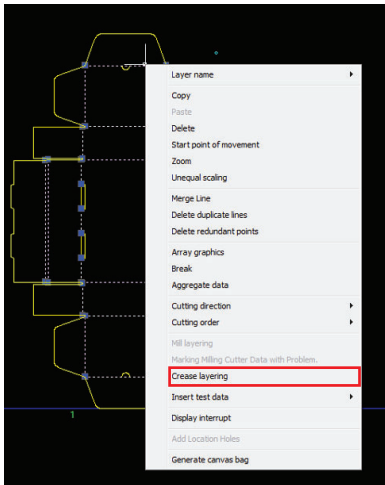 Layer name
Copy
Paste
Delete
Start point of movement
Zoom
Unequal scaling
Merge Line
Delete duplicate lines
Delete redundant points
Array graphics
Break
Aggregate data
Cutting direction
Cutting order
Mill layering
Marking Milling Cutter Data with Problem.
Crease layering
Insert test data
Display interrupt
Add Location Holes
Generate canvas bag
1